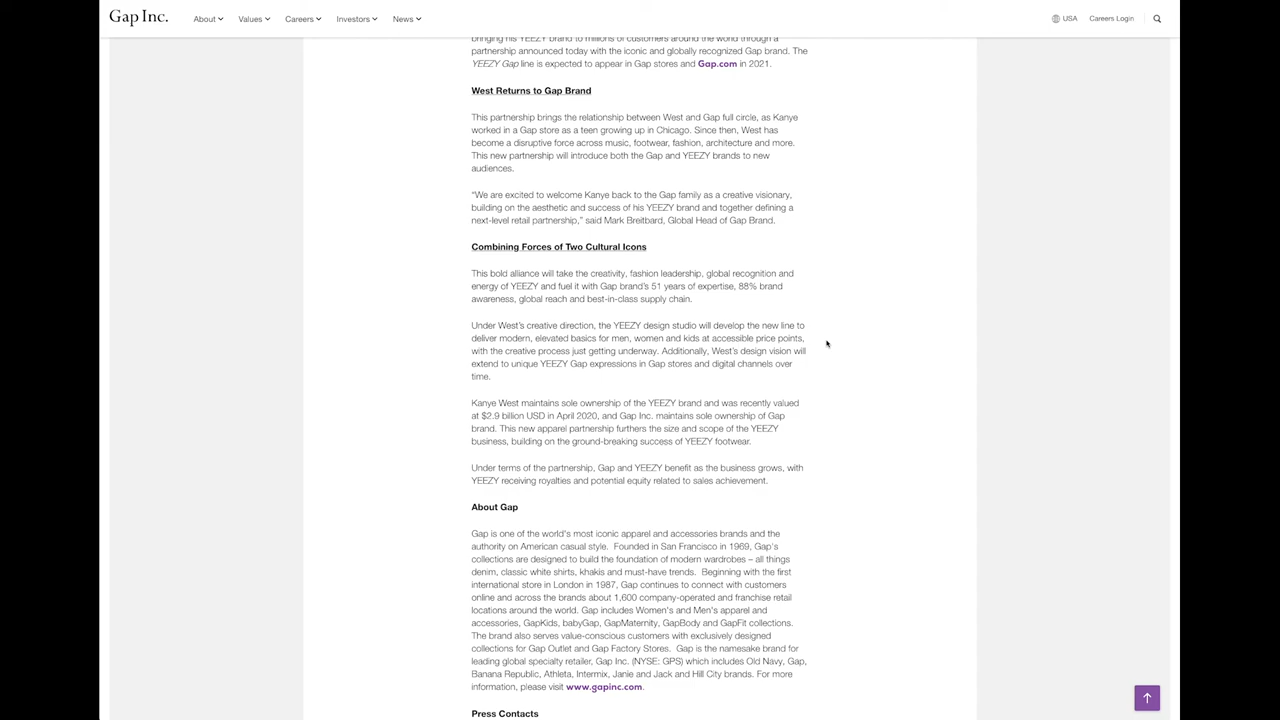 Gap Inc.
About Values Careers Investors News
USA Careers Login
bringing his YEEZY brand to millions of customers around the world through a
partnership announced today with the iconic and globally recognized Gap brand. The
YEEZY Gap line is expected to appear in Gap stores and Gap.com in 2021.
West Returns to Gap Brand
This partnership brings the relationship between West and Gap full circle, as Kanye
worked in a Gap store as a teen growing up in Chicago. Since then, West has
become a disruptive force across music, footwear, fashion, architecture and more.
This new partnership will introduce both the Gap and YEEZY brands to new
audiences.
“We are excited to welcome Kanye back to the Gap family as a creative visionary,
building on the aesthetic and success of his YEEZY brand and together defining a
next-level retail partnership,” said Mark Breitbard, Global Head of Gap Brand.
Combining Forces of Two Cultural Icons
This bold alliance will take the creativity, fashion leadership, global recognition and
energy of YEEZY and fuel it with Gap brand’s 51 years of expertise, 88% brand
awareness, global reach and best-in-class supply chain.
Under West’s creative direction, the YEEZY design studio will develop the new line to
deliver modern, elevated basics for men, women and kids at accessible price points,
with the creative process just getting underway. Additionally, West’s design vision will
extend to unique YEEZY Gap expressions in Gap stores and digital channels over
time.
Kanye West maintains sole ownership of the YEEZY brand and was recently valued
at $2.9 billion USD in April 2020, and Gap Inc. maintains sole ownership of Gap
brand. This new apparel partnership furthers the size and scope of the YEEZY
business, building on the ground-breaking success of YEEZY footwear.
Under terms of the partnership, Gap and YEEZY benefit as the business grows, with
YEEZY receiving royalties and potential equity related to sales achievement.
About Gap
Gap is one of the world's most iconic apparel and accessories brands and the
authority on American casual style. Founded in San Francisco in 1969, Gap's
collections are designed to build the foundation of modern wardrobes – all things
denim, classic white shirts, khakis and must-have trends. Beginning with the first
international store in London in 1987, Gap continues to connect with customers
online and across the brands about 1,600 company-operated and franchise retail
locations around the world. Gap includes Women's and Men's apparel and
accessories, GapKids, babyGap, GapMaternity, GapBody and GapFit collections.
The brand also serves value-conscious customers with exclusively designed
collections for Gap Outlet and Gap Factory Stores. Gap is the namesake brand for
leading global specialty retailer, Gap Inc. (NYSE: GPS) which includes Old Navy, Gap,
Banana Republic, Athleta, Intermix, Janie and Jack and Hill City brands. For more
information, please visit www.gapinc.com.
Press Contacts